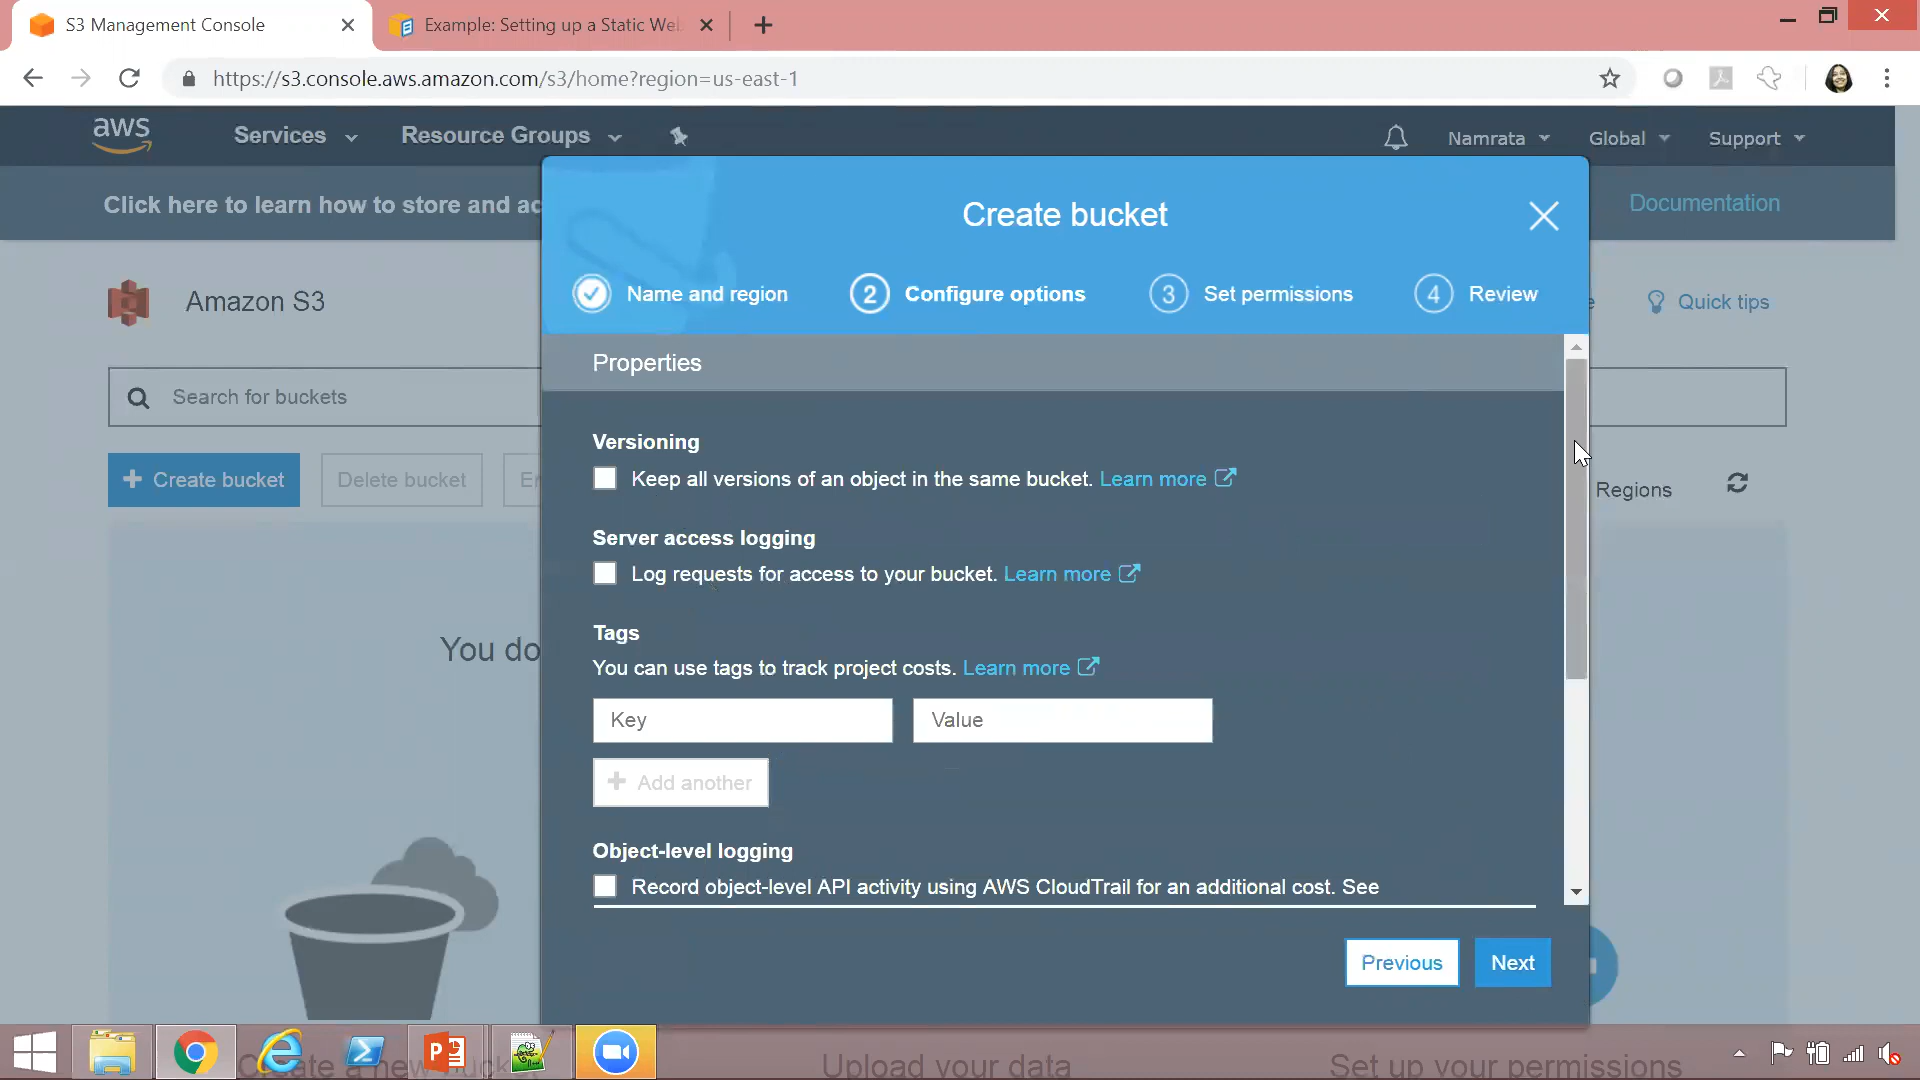 S3 Management Console
Example: Setting up a Static Web
https://s3.console.aws.amazon.com/s3/home?region=us-east-1
aws
Services
Resource Groups
Namrata
Global
Support
Click here to learn how to store and ac
Documentation
Create bucket
Name and region
2 Configure options
3 Set permissions
4 Review
Amazon S3
Quick tips
Properties
Search for buckets
Versioning
Keep all versions of an object in the same bucket. Learn more
Create bucket
Delete bucket
Regions
Server access logging
Log requests for access to your bucket. Learn more
Tags
You do
You can use tags to track project costs. Learn more
Key
Value
Add another
Object-level logging
Record object-level API activity using AWS CloudTrail for an additional cost. See
Previous
Next
Create a new bucket
Upload your data
Set up your permissions